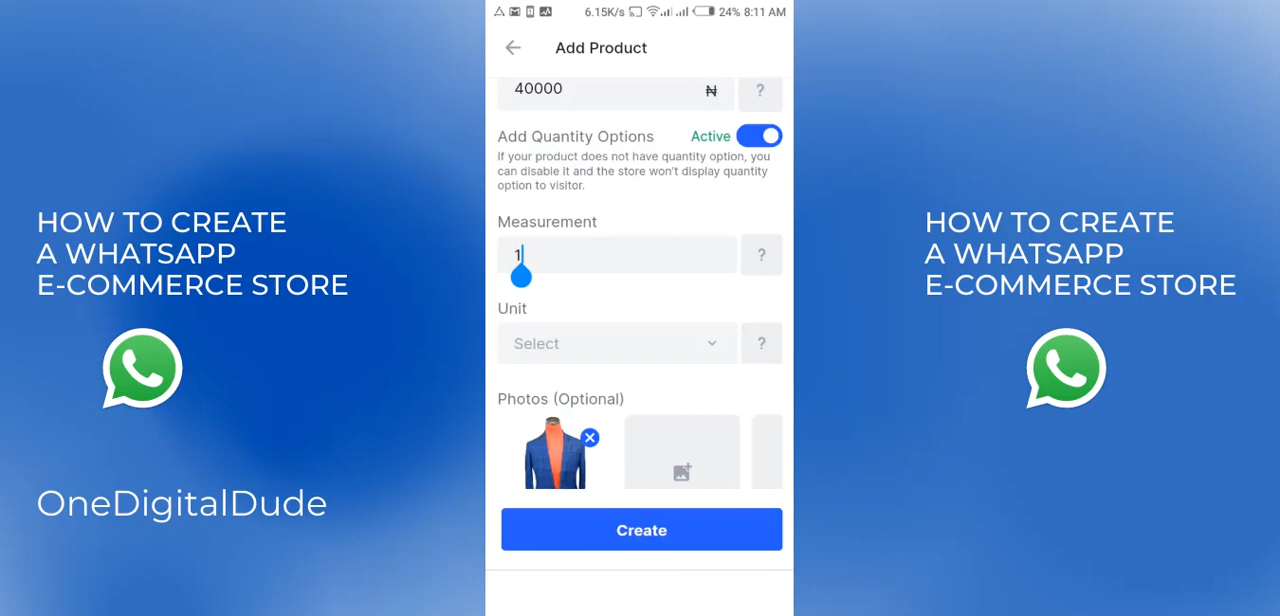 HOW TO CREATE
A WHATSAPP
E-COMMERCE STORE
OneDigitalDude
6.15K/s 24% 8:11 AM
Add Product
40000 ₦ ?
Add Quantity Options Active
If your product does not have quantity option, you
can disable it and the store won't display quantity
option to visitor.
Measurement
1 ?
Unit
Select ?
Photos (Optional)
Create
HOW TO CREATE
A WHATSAPP
E-COMMERCE STORE